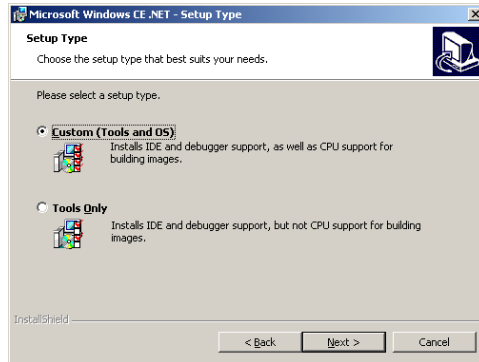 Microsoft Windows CE .NET - Setup Type
Setup Type
Choose the setup type that best suits your needs.
Please select a setup type.
Custom (Tools and OS)
Installs IDE and debugger support, as well as CPU support for
building images.
Tools Only
Installs IDE and debugger support, but not CPU support for building
images.
InstallShield
< Back Next > Cancel